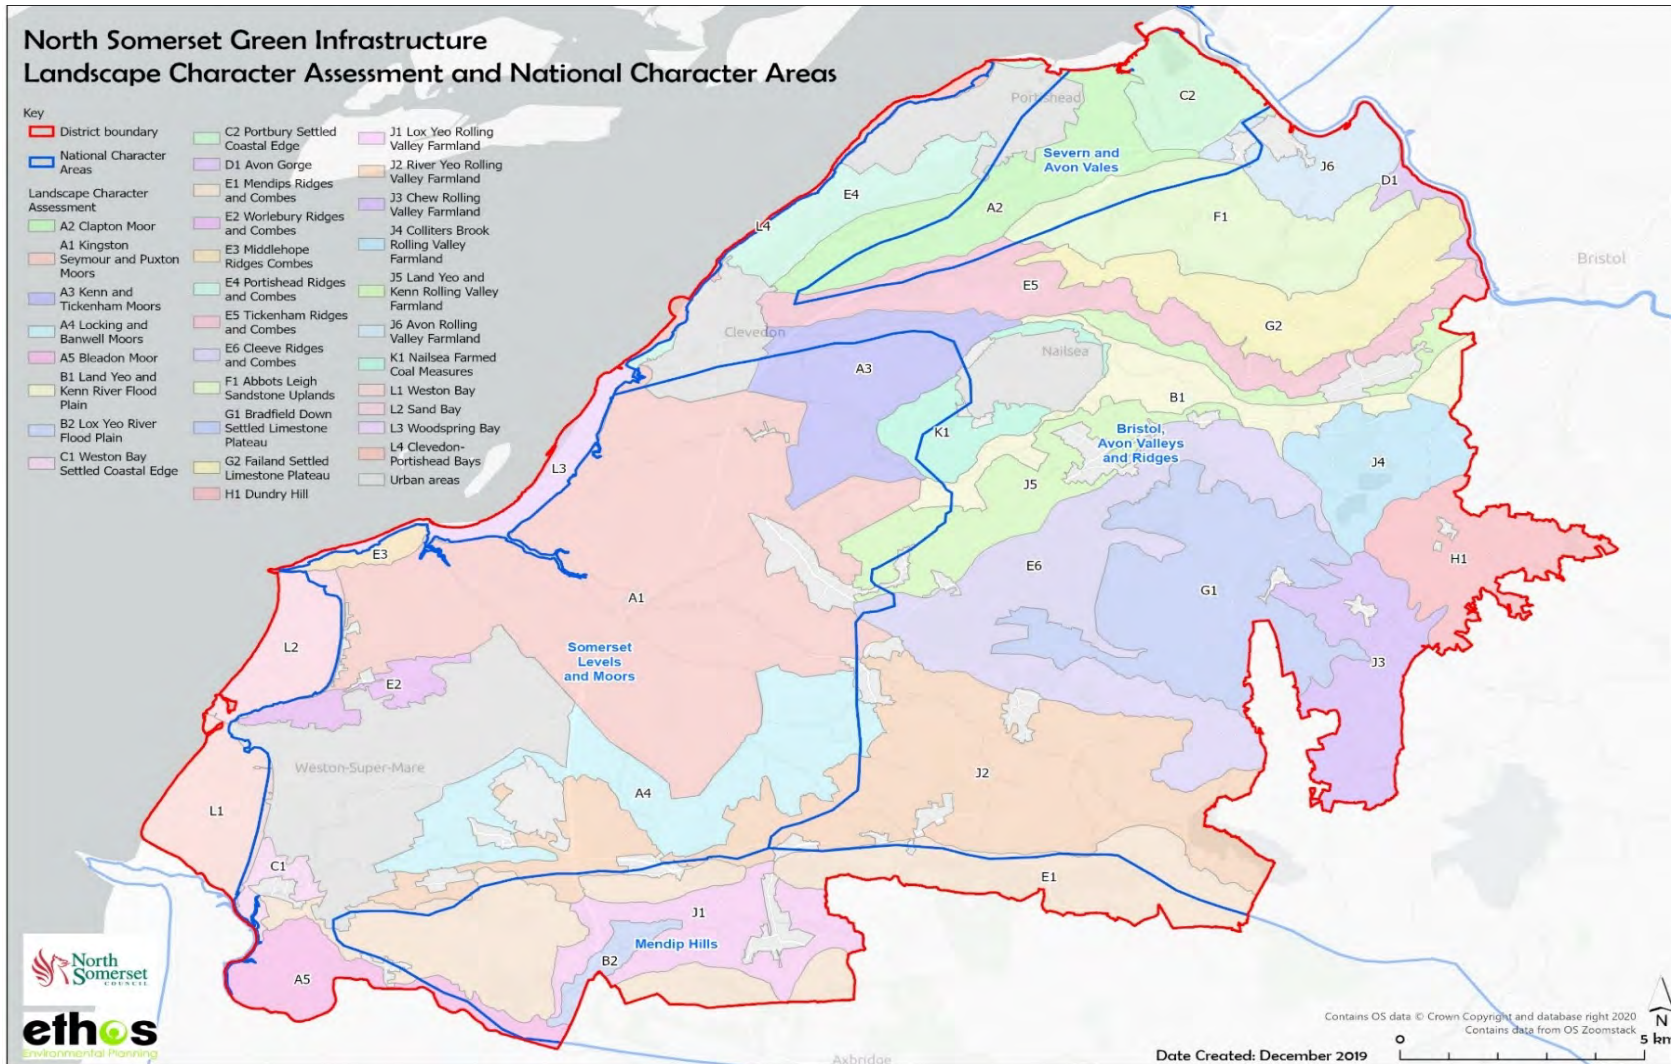 North Somerset Green Infrastructure
Landscape Character Assessment and National Character Areas
Key
District boundary
National Character
Areas
Landscape Character
Assessment
A2 Clapton Moor
A1 Kingston
Seymour and Puxton
Moors
A3 Kenn and
Tickenham Moors
A4 Locking and
Banwell Moors
A5 Bleadon Moor
B1 Land Yeo and
Kenn River Flood
Plain
B2 Lox Yeo River
Flood Plain
C1 Weston Bay
Settled Coastal Edge
C2 Portbury Settled
Coastal Edge
D1 Avon Gorge
E1 Mendips Ridges
and Combes
E2 Worlebury Ridges
and Combes
E3 Middlehope
Ridges Combes
E4 Portishead Ridges
and Combes
E5 Tickenham Ridges
and Combes
E6 Cleeve Ridges
and Combes
F1 Abbots Leigh
Sandstone Uplands
G1 Bradfield Down
Settled Limestone
Plateau
G2 Failand Settled
Limestone Plateau
H1 Dundry Hill
J1 Lox Yeo Rolling
Valley Farmland
J2 River Yeo Rolling
Valley Farmland
J3 Chew Rolling
Valley Farmland
J4 Colliters Brook
Rolling Valley
Farmland
J5 Land Yeo and
Kenn Rolling Valley
Farmland
J6 Avon Rolling
Valley Farmland
K1 Nailsea Farmed
Coal Measures
L1 Weston Bay
L2 Sand Bay
L3 Woodspring Bay
L4 Clevedon-
Portishead Bays
Urban areas
Portishead
C2
Severn and
Avon Vales
J6
D1
E4
A2
F1
L4
Bristol
E5
G2
Clevedon
Nailsea
A3
B1
K1
Bristol,
Avon Valleys
and Ridges
J4
L3
J5
E3
H1
E6
G1
A1
L2
Somerset
Levels
and Moors
J3
E2
Weston-Super-Mare
J2
A4
L1
C1
E1
J1
Mendip Hills
B2
A5
North
Somerset
COUNCIL
ethos
Environmental Planning
Axbridge
Contains OS data © Crown Copyright and database right 2020
Contains data from OS Zoomstack
N
0
5 km
Date Created: December 2019